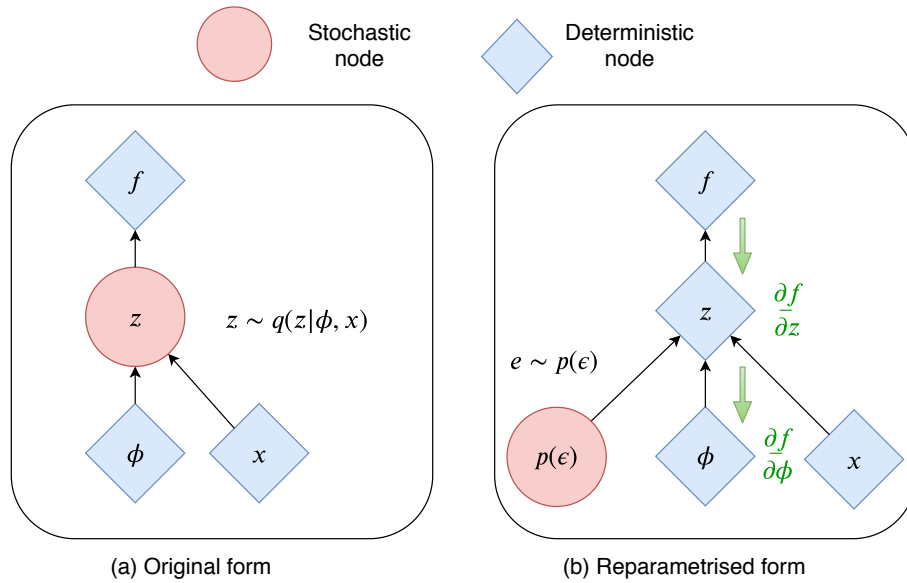 Stochastic
node
Deterministic
node
f
z
z ∼ q(z|ϕ, x)
ϕ
x
(a) Original form
f
z
∂f
∂z
e ∼ p(ϵ)
p(ϵ)
ϕ
∂f
∂ϕ
x
(b) Reparametrised form